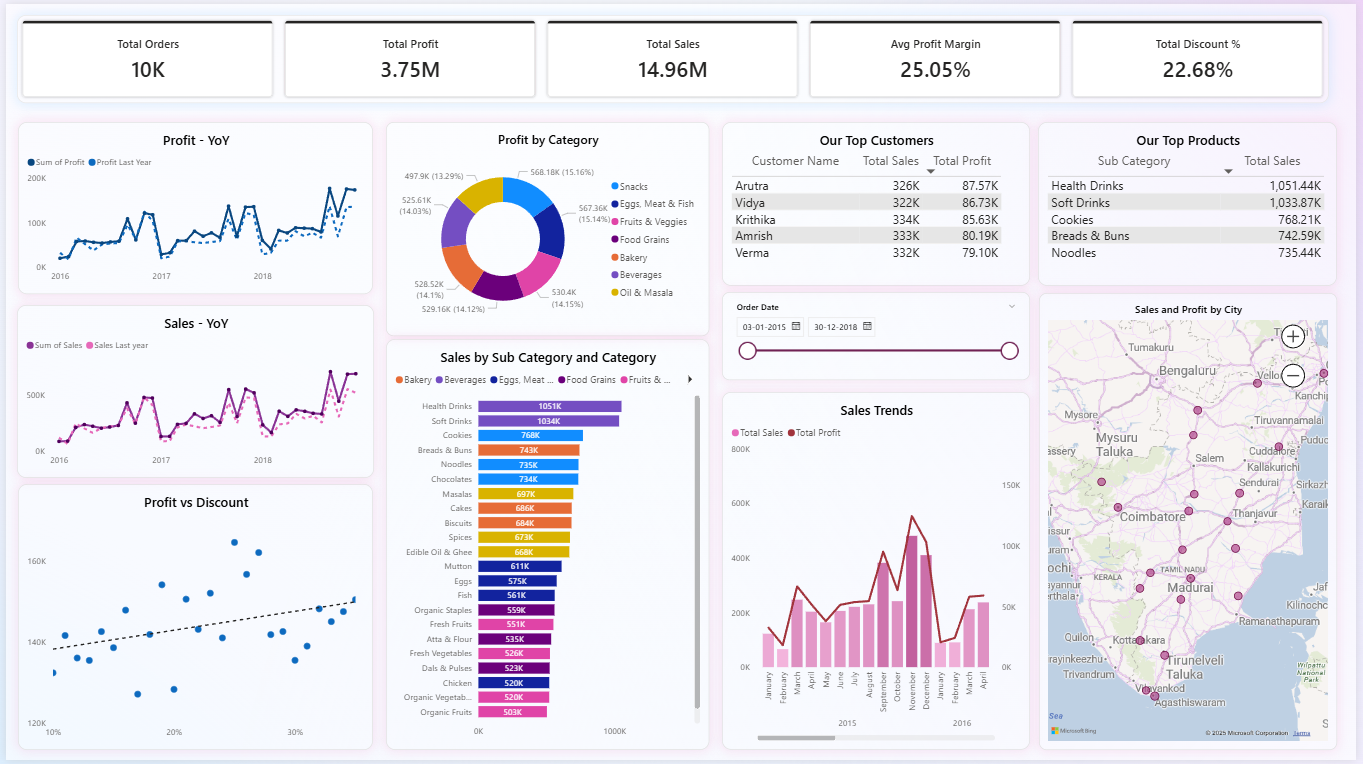 Total Orders
10K
Total Profit
3.75M
Total Sales
14.96M
Avg Profit Margin
25.05%
Total Discount %
22.68%
Profit - YoY
Sum of Profit Profit Last Year
200K
100K
0K
2016 2017 2018
Sales - YoY
Sum of Sales Sales Last year
500K
0K
2016 2017 2018
Profit vs Discount
160K
140K
120K
10% 20% 30%
Profit by Category
568.18K (15.16%)
567.36K
(15.14%)
530.4K
(14.15%)
529.16K (14.12%)
528.52K
(14.1%)
525.61K
(14.03%)
497.9K (13.29%)
Snacks
Eggs, Meat & Fish
Fruits & Veggies
Food Grains
Bakery
Beverages
Oil & Masala
Sales by Sub Category and Category
Bakery Beverages Eggs, Meat ... Food Grains Fruits & ...
Health Drinks 1051K
Soft Drinks 1034K
Cookies 768K
Breads & Buns 743K
Noodles 735K
Chocolates 734K
Masalas 697K
Cakes 686K
Biscuits 684K
Spices 673K
Edible Oil & Ghee 668K
Mutton 611K
Eggs 575K
Fish 561K
Organic Staples 559K
Fresh Fruits 551K
Atta & Flour 535K
Fresh Vegetables 526K
Dals & Pulses 523K
Chicken 520K
Organic Vegetab... 520K
Organic Fruits 503K
0K 1000K
Our Top Customers
Customer Name Total Sales Total Profit
Arutra 326K 87.57K
Vidya 322K 86.73K
Krithika 334K 85.63K
Amrish 333K 80.19K
Verma 332K 79.10K
Order Date
03-01-2015 30-12-2018
Sales Trends
Total Sales Total Profit
800K
600K
400K
200K
0K
150K
100K
50K
0K
January February March April May June July August September October November December January February March April
2015 2016
Our Top Products
Sub Category Total Sales
Health Drinks 1,051.44K
Soft Drinks 1,033.87K
Cookies 768.21K
Breads & Buns 742.59K
Noodles 735.44K
Sales and Profit by City
Tumakuru
Bengaluru
Vello
Kanchip
Mysore
Tiruvannamalai
Mysuru
Taluka
assery
Salem
Cuddalore
Puduc
Kallakurichi
Sendurai
Sirkazh
Coimbatore
Thanjavur
Karaik
issur
uram
ochi
ayannur
erthala
KERALA
TAMIL NADU
Madurai
Jaf
Kilinochc
Ramanathapuram
Quilon
Kottarakara
rayinkeezhu
Trivandrum
Tirunelveli
Taluka
Wilpattu
National
Park
Vilavankod
Agasthiswaram
Sea
Microsoft Bing
© 2025 Microsoft Corporation Terms